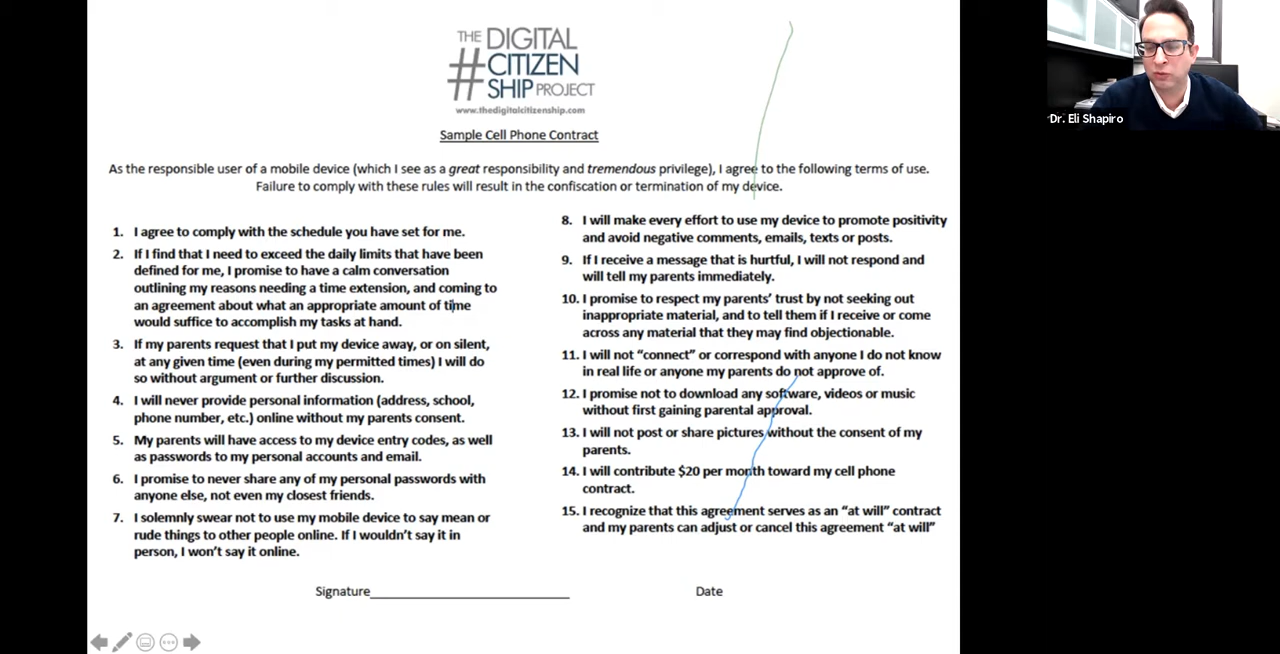 THE DIGITAL
#CITIZEN
SHIP PROJECT
www.thedigitalcitizenship.com
Sample Cell Phone Contract
As the responsible user of a mobile device (which I see as a great responsibility and tremendous privilege), I agree to the following terms of use.
Failure to comply with these rules will result in the confiscation or termination of my device.
1. I agree to comply with the schedule you have set for me.
2. If I find that I need to exceed the daily limits that have been
defined for me, I promise to have a calm conversation
outlining my reasons needing a time extension, and coming to
an agreement about what an appropriate amount of time
would suffice to accomplish my tasks at hand.
3. If my parents request that I put my device away, or on silent,
at any given time (even during my permitted times) I will do
so without argument or further discussion.
4. I will never provide personal information (address, school,
phone number, etc.) online without my parents consent.
5. My parents will have access to my device entry codes, as well
as passwords to my personal accounts and email.
6. I promise to never share any of my personal passwords with
anyone else, not even my closest friends.
7. I solemnly swear not to use my mobile device to say mean or
rude things to other people online. If I wouldn't say it in
person, I won't say it online.
8. I will make every effort to use my device to promote positivity
and avoid negative comments, emails, texts or posts.
9. If I receive a message that is hurtful, I will not respond and
will tell my parents immediately.
10. I promise to respect my parents' trust by not seeking out
inappropriate material, and to tell them if I receive or come
across any material that they may find objectionable.
11. I will not “connect” or correspond with anyone I do not know
in real life or anyone my parents do not approve of.
12. I promise not to download any software, videos or music
without first gaining parental approval.
13. I will not post or share pictures without the consent of my
parents.
14. I will contribute $20 per month toward my cell phone
contract.
15. I recognize that this agreement serves as an “at will” contract
and my parents can adjust or cancel this agreement “at will”
Signature
Date
Dr. Eli Shapiro